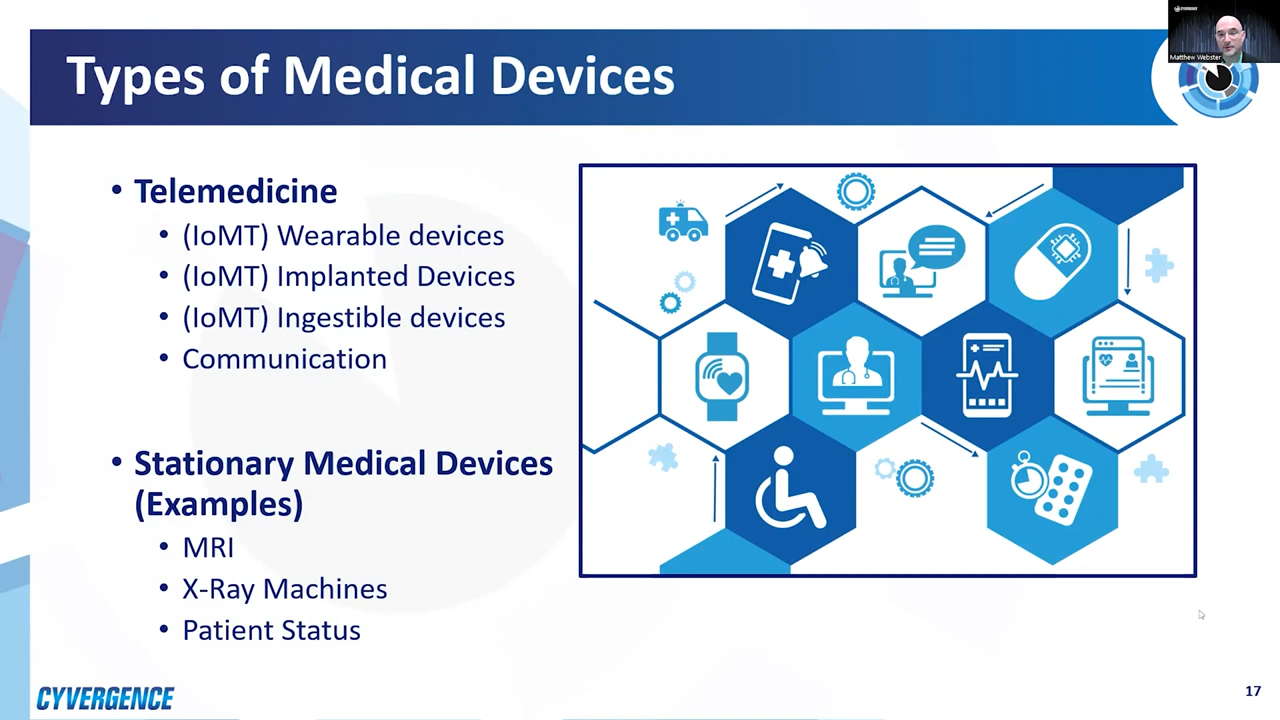 CYVERGENCE
Matthew Webster
Types of Medical Devices
• Telemedicine
• (IoMT) Wearable devices
• (IoMT) Implanted Devices
• (IoMT) Ingestible devices
• Communication
• Stationary Medical Devices
(Examples)
• MRI
• X-Ray Machines
• Patient Status
CYVERGENCE
17